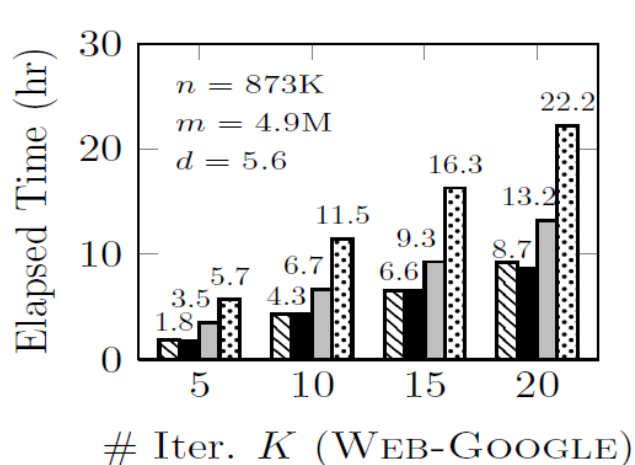 Elapsed Time (hr)
30
20
10
0
n = 873K
m = 4.9M
d = 5.6
1.8 3.5 5.7
4.3 6.7 11.5
6.6 9.3 16.3
8.7 13.2 22.2
5 10 15 20
# Iter. K (WEB-GOOGLE)